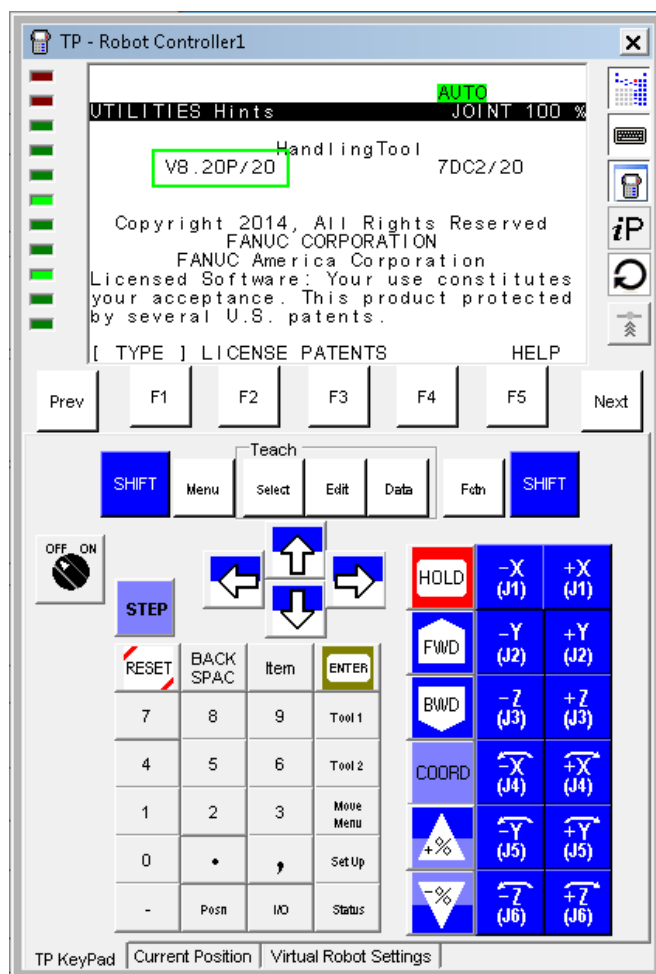 TP - Robot Controller1
AUTO
UTILITIES Hints JOINT 100 %
HandlingTool
V8.20P/20 7DC2/20
Copyright 2014, All Rights Reserved
FANUC CORPORATION
FANUC America Corporation
Licensed Software: Your use constitutes
your acceptance. This product protected
by several U.S. patents.
[ TYPE ] LICENSE PATENTS HELP
iP
Prev F1 F2 F3 F4 F5 Next
Teach
SHIFT Menu Select Edit Data Fctn SHIFT
OFF ON
STEP
RESET BACK SPAC Item ENTER
7 8 9 Tool 1
4 5 6 Tool 2
1 2 3 Move Menu
0 • , Set Up
- Posn I/O Status
HOLD -X (J1) +X (J1)
FWD -Y (J2) +Y (J2)
BWD -Z (J3) +Z (J3)
COORD -X (J4) +X (J4)
+% -Y (J5) +Y (J5)
-% -Z (J6) +Z (J6)
TP KeyPad Current Position Virtual Robot Settings